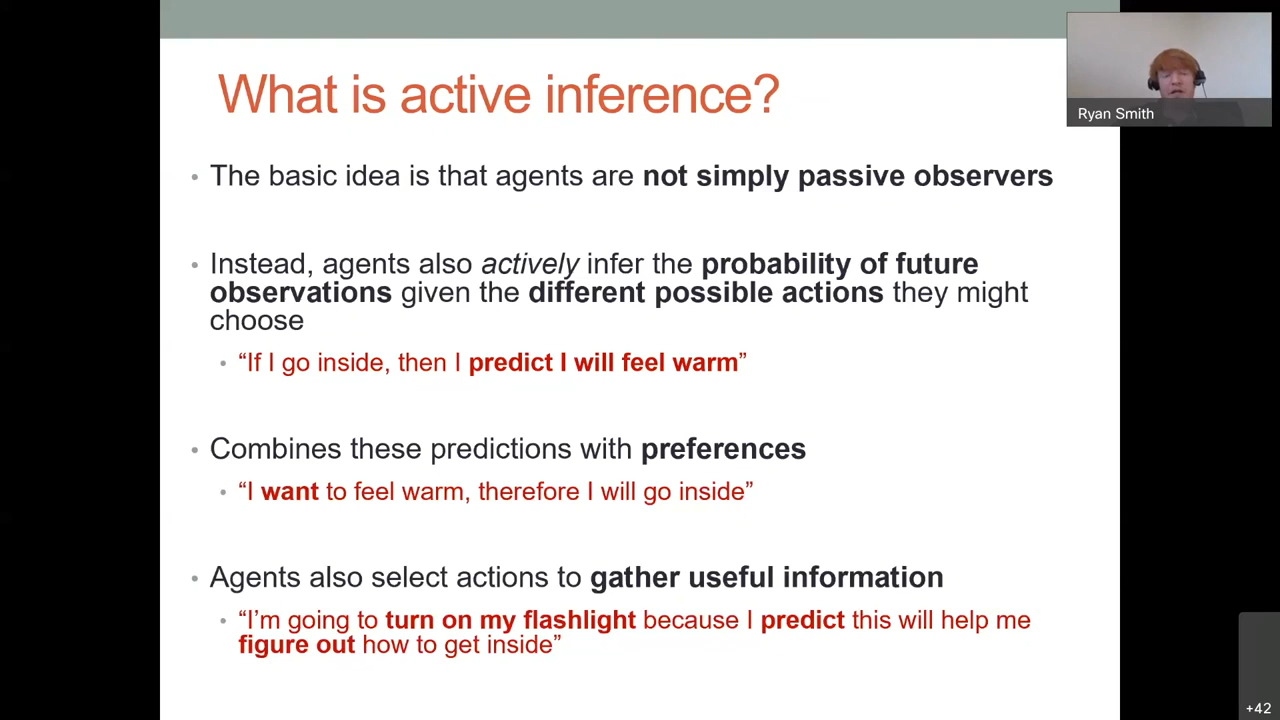 What is active inference?
Ryan Smith
• The basic idea is that agents are not simply passive observers
• Instead, agents also actively infer the probability of future
observations given the different possible actions they might
choose
• “If I go inside, then I predict I will feel warm”
• Combines these predictions with preferences
• “I want to feel warm, therefore I will go inside”
• Agents also select actions to gather useful information
• “I’m going to turn on my flashlight because I predict this will help me
figure out how to get inside”
+42